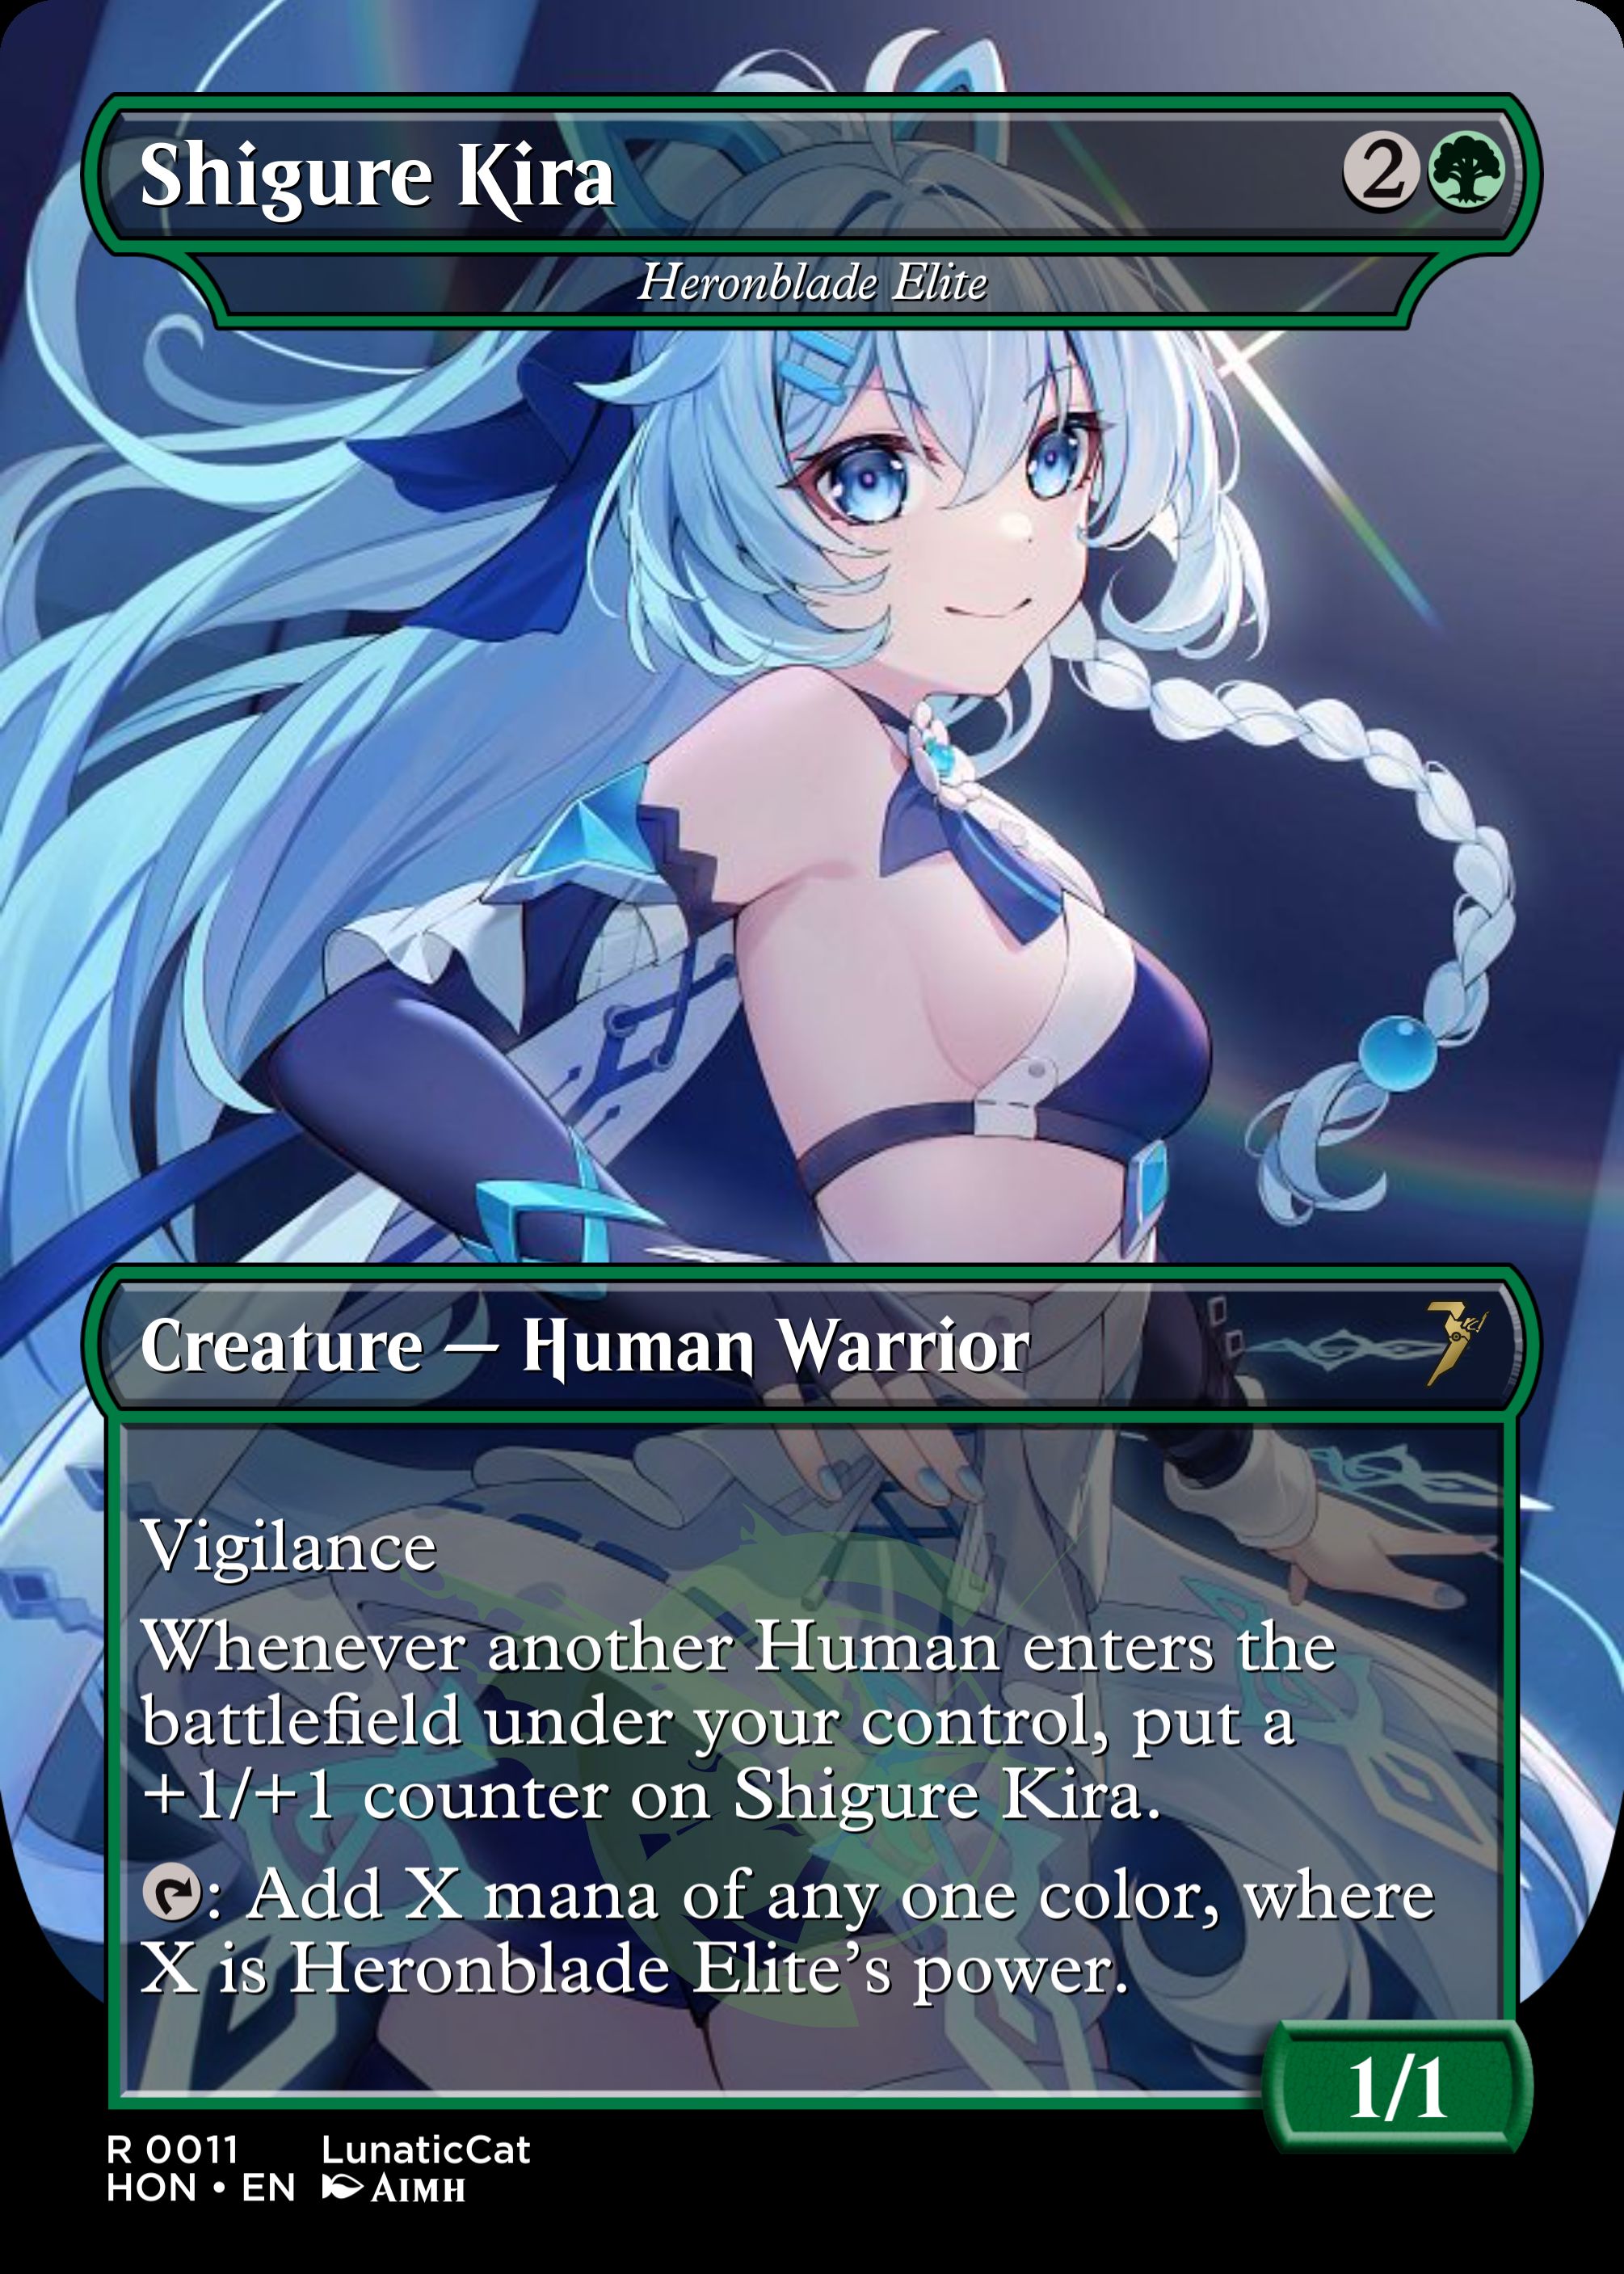 Shigure Kira 2
Heronblade Elite
Creature — Human Warrior
Vigilance
Whenever another Human enters the
battlefield under your control, put a
+1/+1 counter on Shigure Kira.
: Add X mana of any one color, where
X is Heronblade Elite’s power.
1/1
R 0011 LunaticCat
HON • EN AIMH